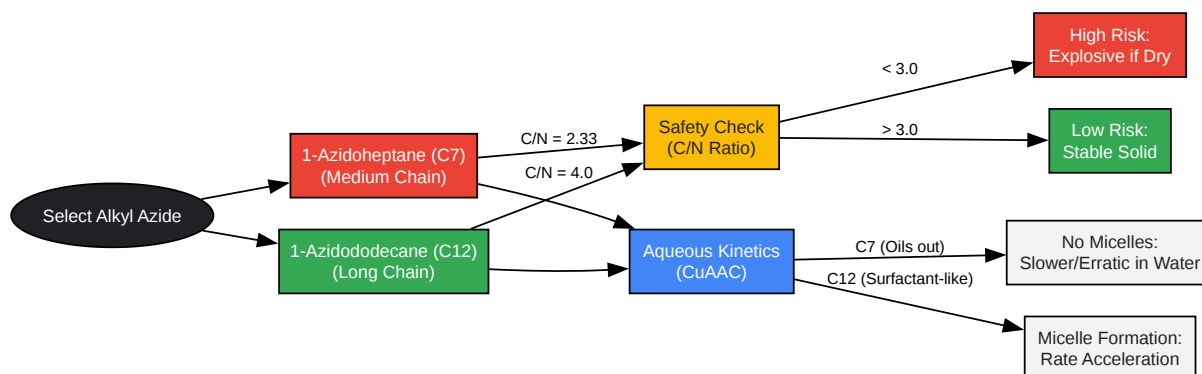 High Risk:
Explosive if Dry
< 3.0
Safety Check
(C/N Ratio)
> 3.0
Low Risk:
Stable Solid
1-Azidoheptane (C7)
(Medium Chain)
C/N = 2.33
C/N = 4.0
Select Alkyl Azide
1-Azidododecane (C12)
(Long Chain)
Aqueous Kinetics
(CuAAC)
C7 (Oils out)
No Micelles:
Slower/Erratic in Water
C12 (Surfactant-like)
Micelle Formation:
Rate Acceleration